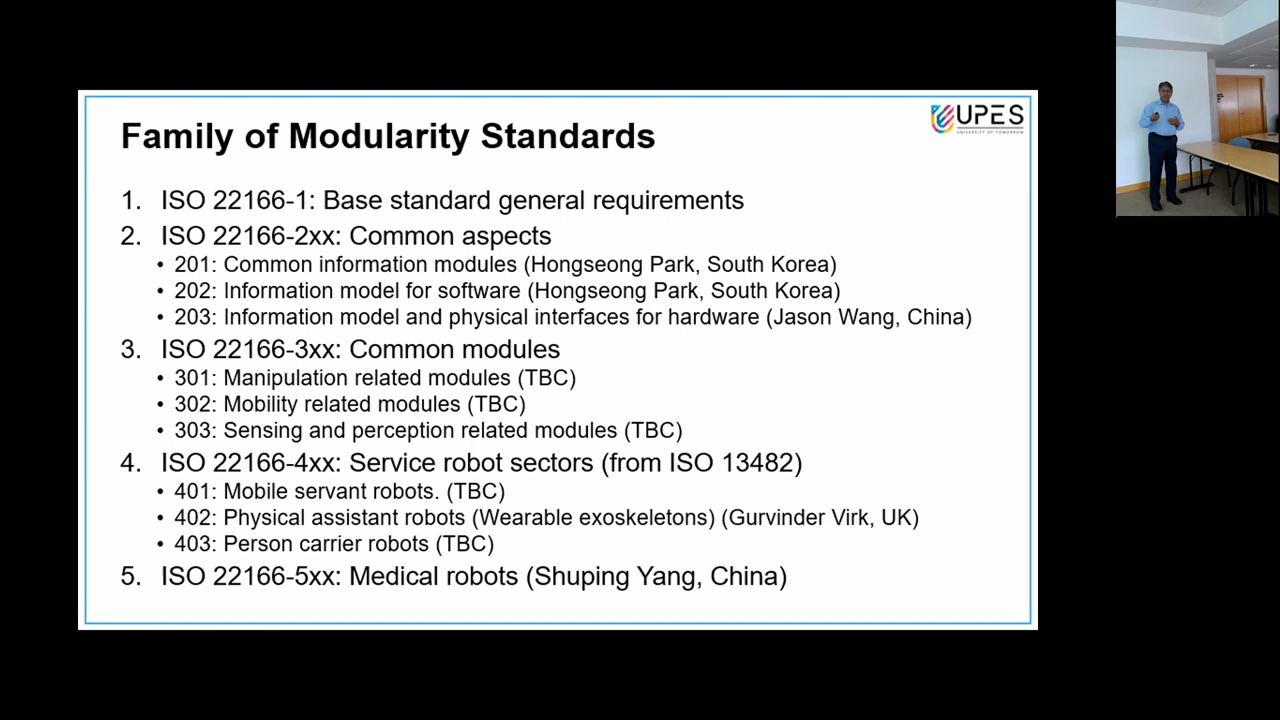 UPES
UNIVERSITY OF TOMORROW
Family of Modularity Standards
1. ISO 22166-1: Base standard general requirements
2. ISO 22166-2xx: Common aspects
• 201: Common information modules (Hongseong Park, South Korea)
• 202: Information model for software (Hongseong Park, South Korea)
• 203: Information model and physical interfaces for hardware (Jason Wang, China)
3. ISO 22166-3xx: Common modules
• 301: Manipulation related modules (TBC)
• 302: Mobility related modules (TBC)
• 303: Sensing and perception related modules (TBC)
4. ISO 22166-4xx: Service robot sectors (from ISO 13482)
• 401: Mobile servant robots. (TBC)
• 402: Physical assistant robots (Wearable exoskeletons) (Gurvinder Virk, UK)
• 403: Person carrier robots (TBC)
5. ISO 22166-5xx: Medical robots (Shuping Yang, China)